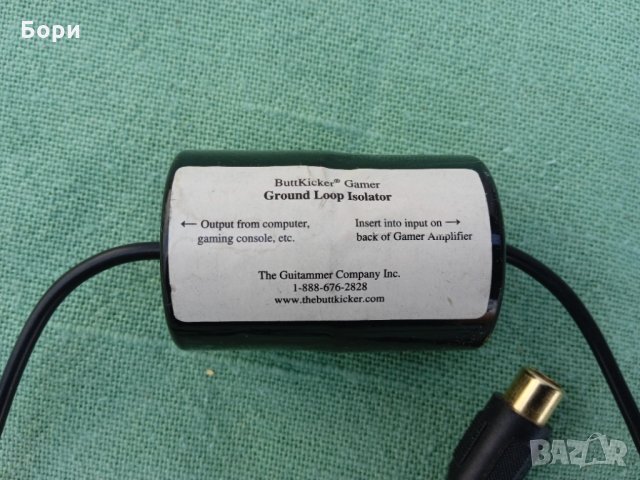 Бори
ButtKicker® Gamer
Ground Loop Isolator
← Output from computer,
gaming console, etc.
Insert into input on →
back of Gamer Amplifier
The Guitammer Company Inc.
1-888-676-2828
www.thebuttkicker.com
BAZAR